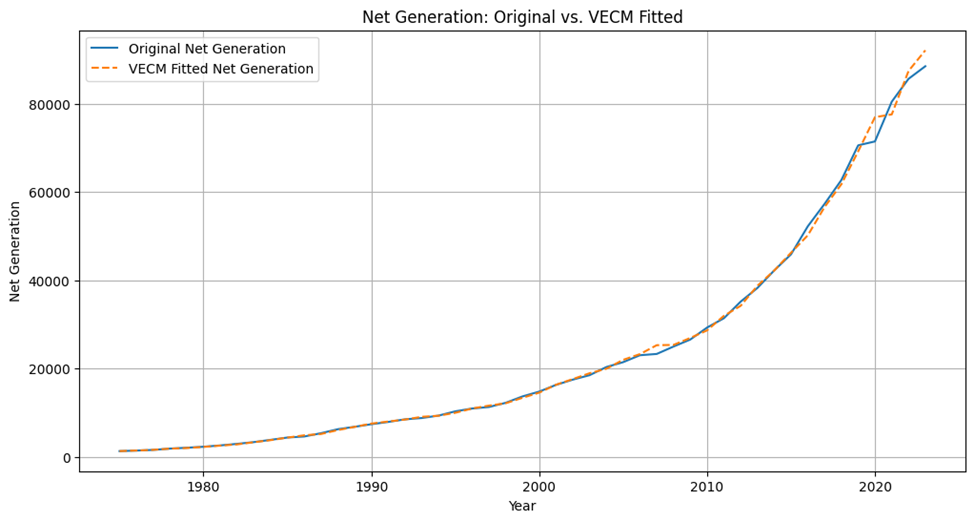 Net Generation: Original vs. VECM Fitted
Original Net Generation
VECM Fitted Net Generation
80000
60000
40000
20000
0
Net Generation
1980
1990
2000
2010
2020
Year